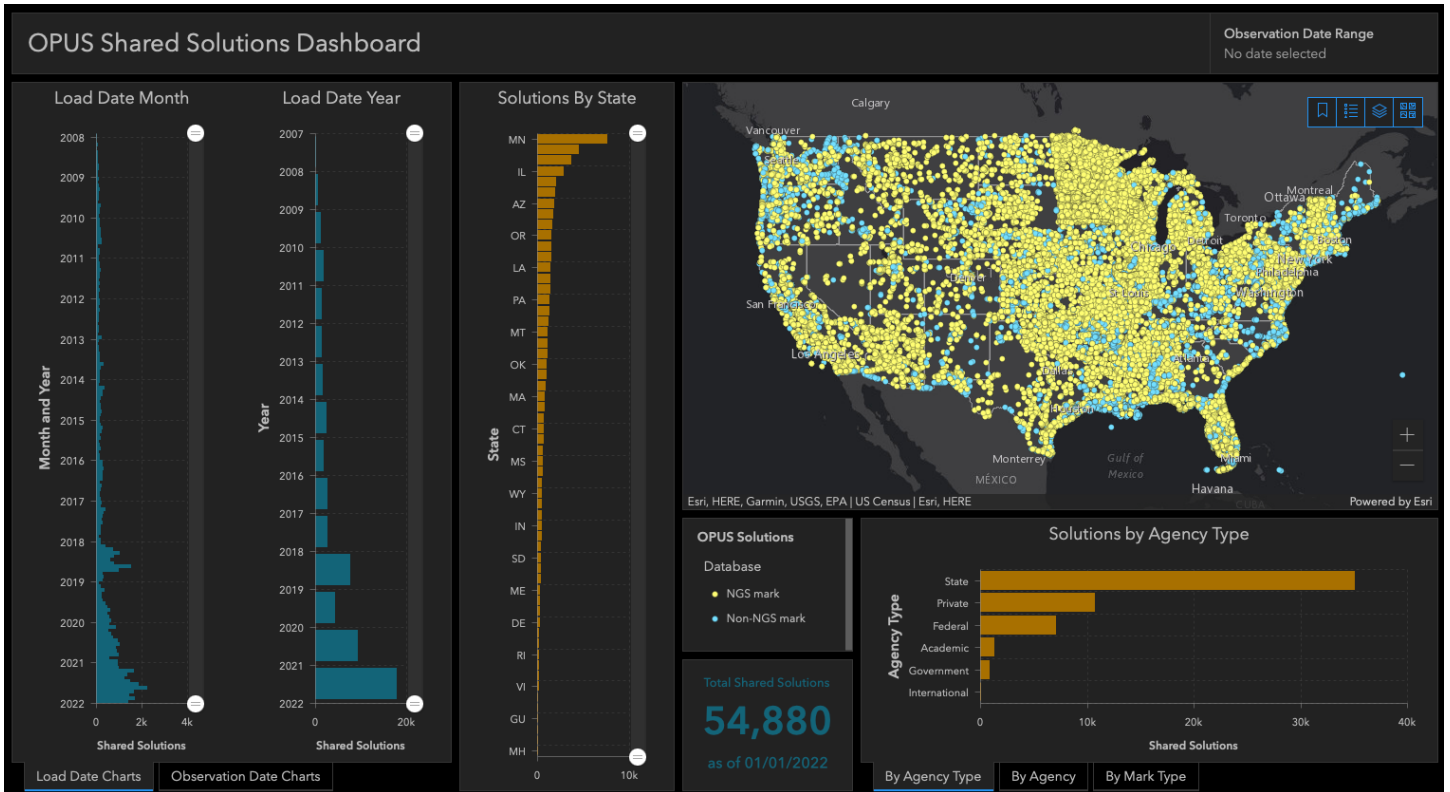 OPUS Shared Solutions Dashboard
Observation Date Range
No date selected
Load Date Month
2008
2009
2010
2011
2012
2013
2014
2015
2016
2017
2018
2019
2020
2021
2022
Month and Year
0 2k 4k
Shared Solutions
Load Date Year
2007
2008
2009
2010
2011
2012
2013
2014
2015
2016
2017
2018
2019
2020
2021
2022
Year
0 20k
Shared Solutions
Load Date Charts
Observation Date Charts
Solutions By State
MN
IL
AZ
OR
LA
PA
MT
OK
MA
CT
MS
WY
IN
SD
ME
DE
RI
VI
GU
MH
State
0 10k
Calgary
Vancouver
Seattle
Montreal
Ottawa
Toronto
Boston
Detroit
Chicago
New York
Philadelphia
Denver
St Louis
Washington
San Francisco
Los Angeles
Atlanta
Dallas
Houston
Monterrey
Gulf of
Mexico
Miami
MÉXICO
Havana
CUBA
Esri, HERE, Garmin, USGS, EPA | US Census | Esri, HERE
Powered by Esri
OPUS Solutions
Database
NGS mark
Non-NGS mark
Total Shared Solutions
54,880
as of 01/01/2022
Solutions by Agency Type
State
Private
Federal
Academic
Government
International
Agency Type
0 10k 20k 30k 40k
Shared Solutions
By Agency Type
By Agency
By Mark Type